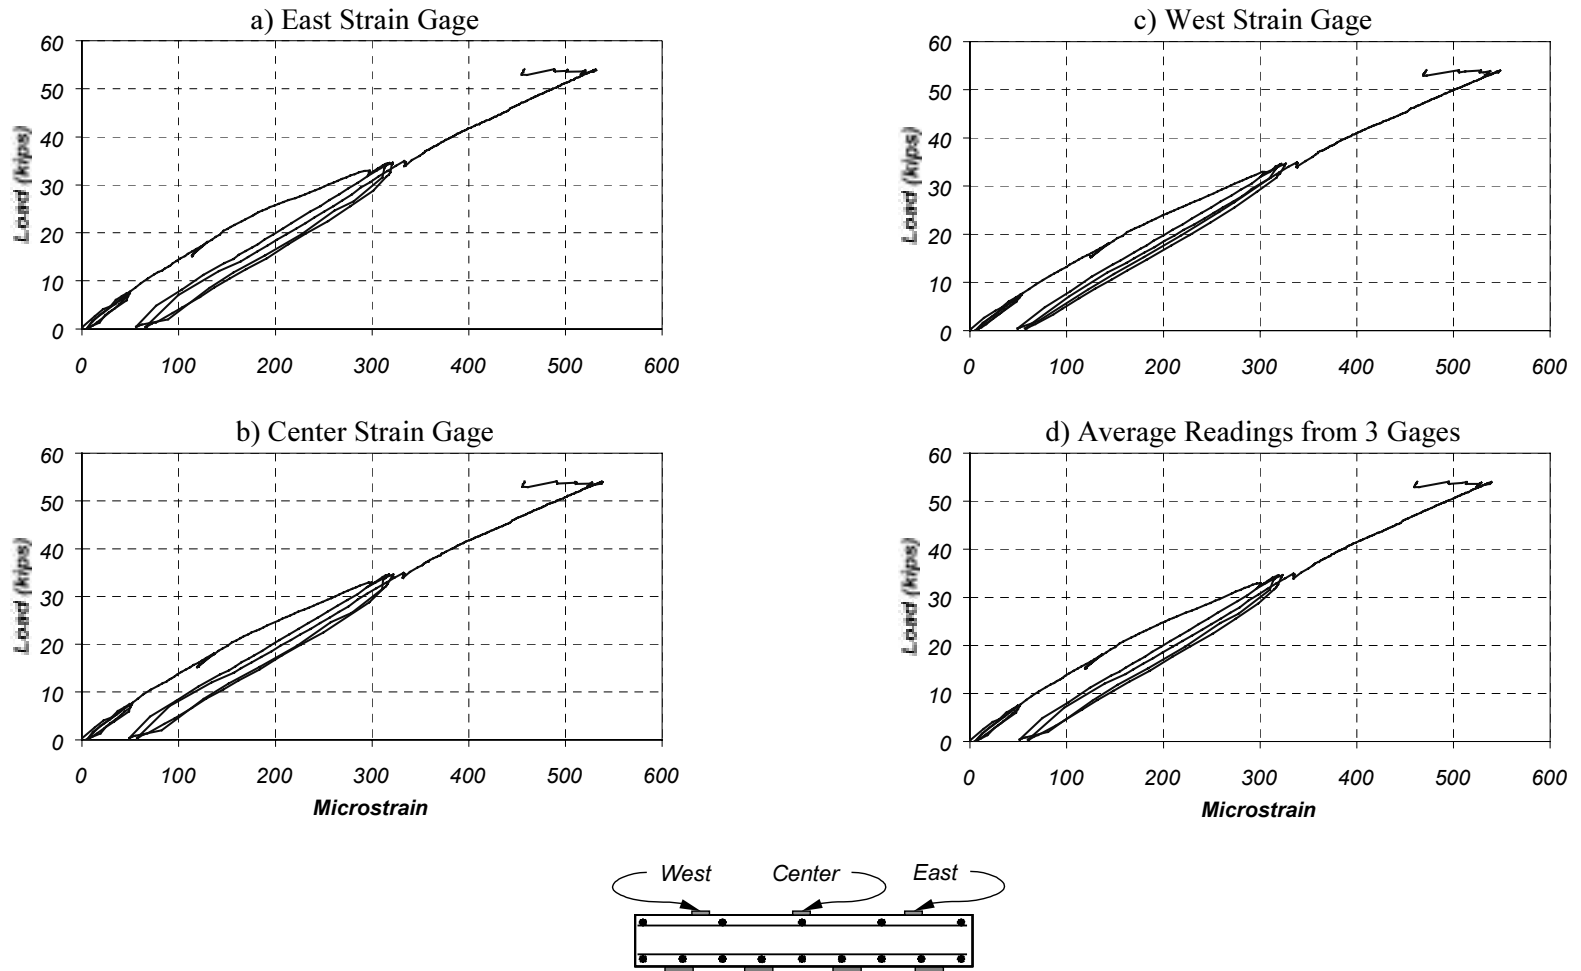 a) East Strain Gage
60
50
40
30
20
10
0
Load (kips)
0 100 200 300 400 500 600
c) West Strain Gage
60
50
40
30
20
10
0
Load (kips)
0 100 200 300 400 500 600
b) Center Strain Gage
60
50
40
30
20
10
0
Load (kips)
0 100 200 300 400 500 600
Microstrain
d) Average Readings from 3 Gages
60
50
40
30
20
10
0
Load (kips)
0 100 200 300 400 500 600
Microstrain
West Center East